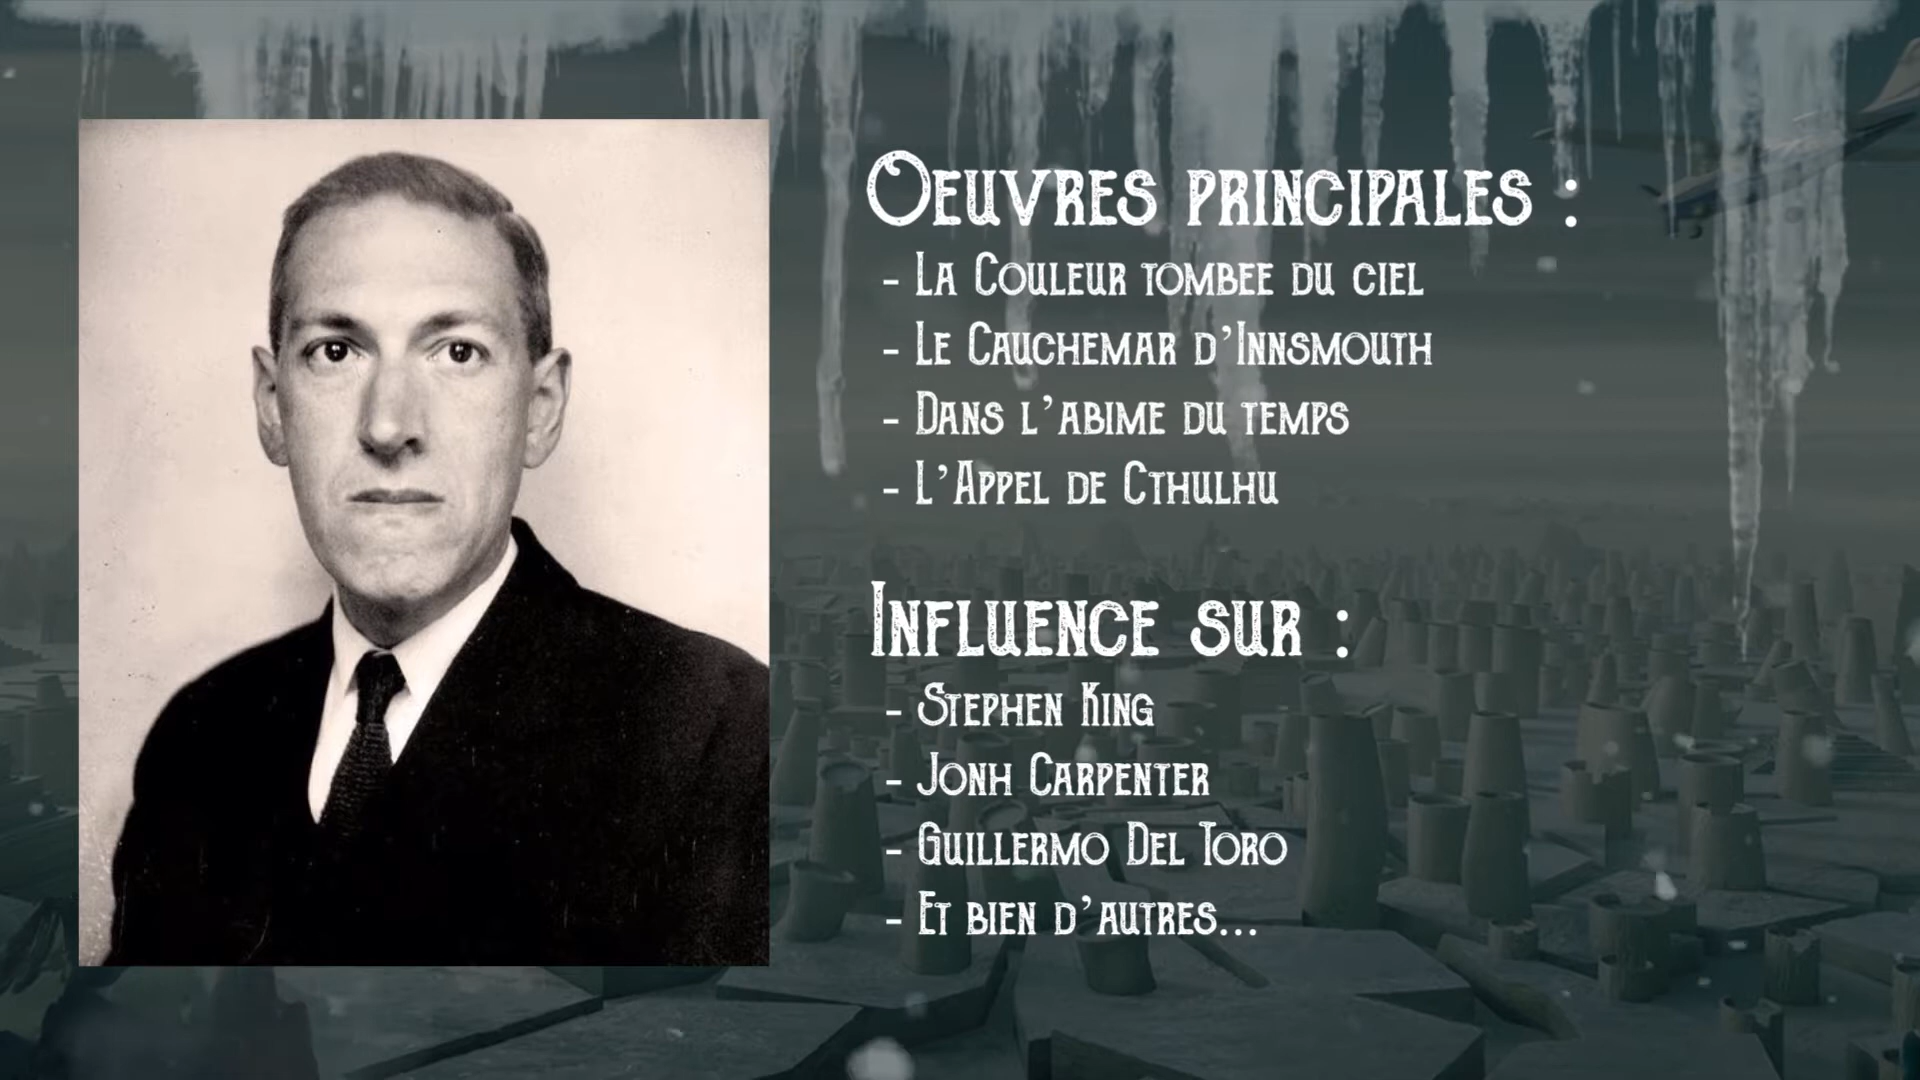 Oeuvres principales :
- La Couleur tombee du ciel
- Le Cauchemar d’Innsmouth
- Dans l’abime du temps
- L’Appel de Cthulhu
Influence sur :
- Stephen King
- Jonh Carpenter
- Guillermo Del Toro
- Et bien d’autres...